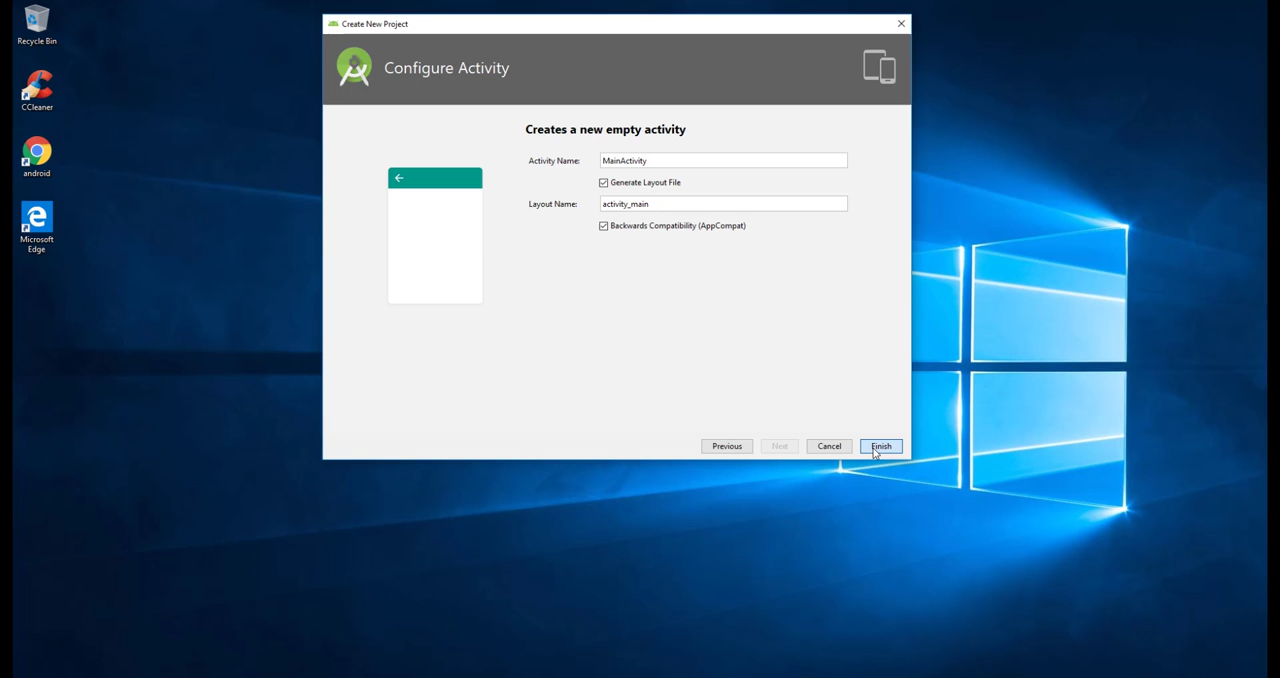 Recycle Bin
CCleaner
android
Microsoft
Edge
Create New Project
Configure Activity
Creates a new empty activity
Activity Name: MainActivity
Generate Layout File
Layout Name: activity_main
Backwards Compatibility (AppCompat)
Previous Next Cancel Finish